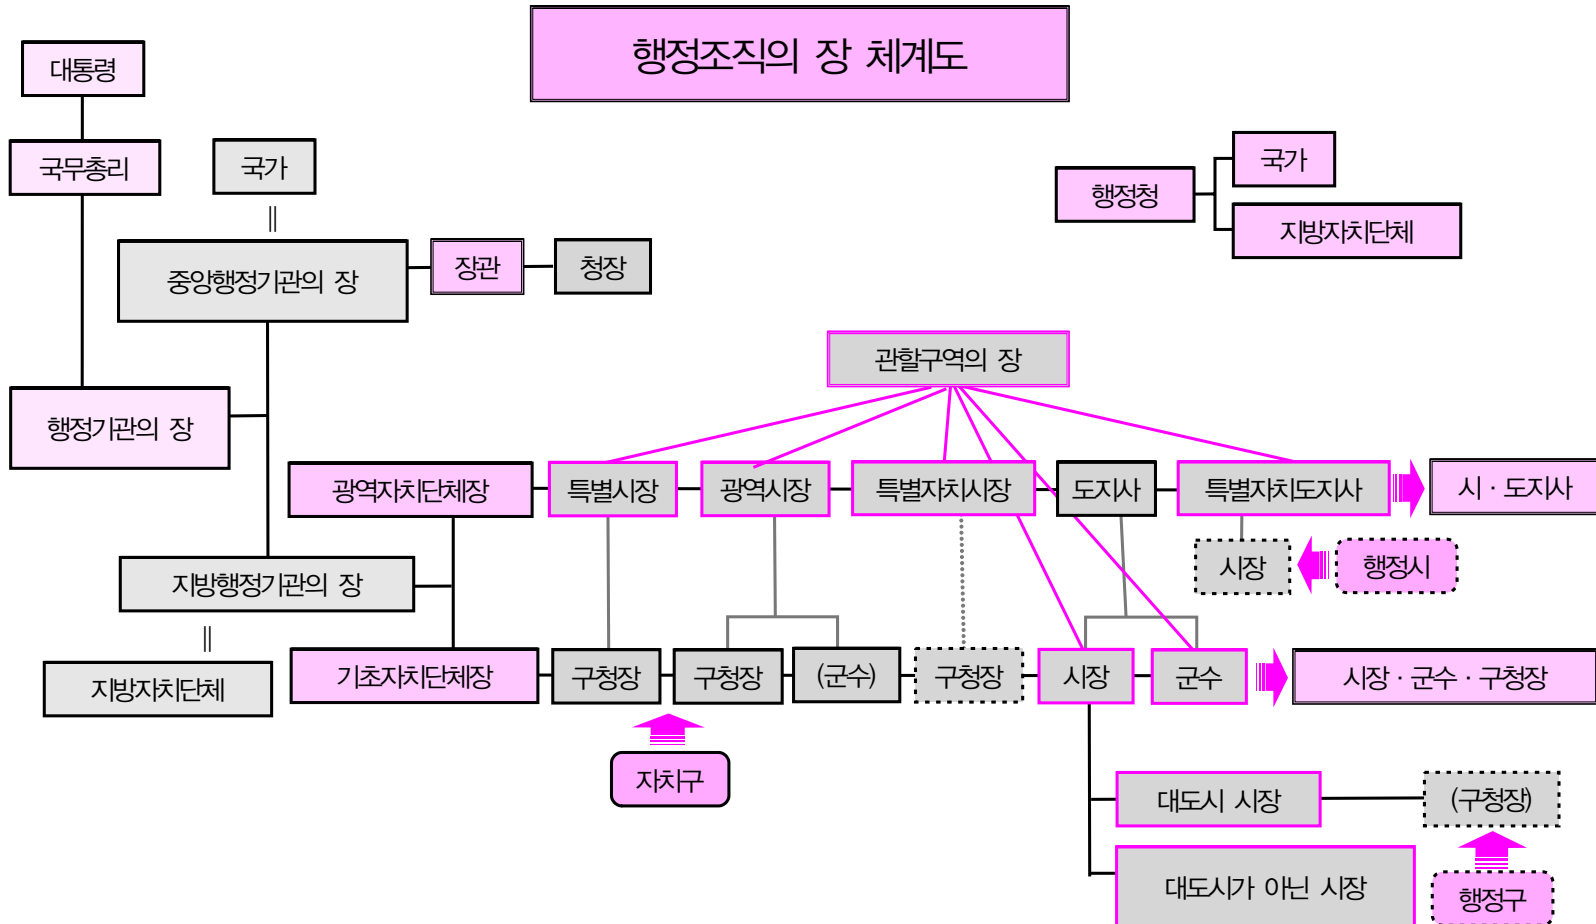 행정조직의 장 체계도
대통령
국무총리
국가
행정청
국가
지방자치단체
중앙행정기관의 장
장관
청장
관할구역의 장
행정기관의 장
광역자치단체장
특별시장
광역시장
특별자치시장
도지사
특별자치도지사
시 · 도지사
시장
행정시
지방행정기관의 장
지방자치단체
기초자치단체장
구청장
구청장
(군수)
구청장
시장
군수
시장 · 군수 · 구청장
자치구
대도시 시장
(구청장)
대도시가 아닌 시장
행정구